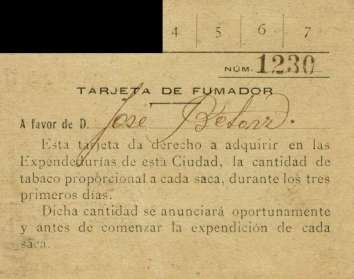 4 5 6 7
NÚM. 1230
TARJETA DE FUMADOR
A favor de D. José
Esta tarjeta da derecho a adquirir en las
Expendedurías de esta Ciudad, la cantidad de
tabaco proporcional a cada saca, durante los tres
primeros días.
Dicha cantidad se anunciará oportunamente
y antes de comenzar la expendición de cada
saca.